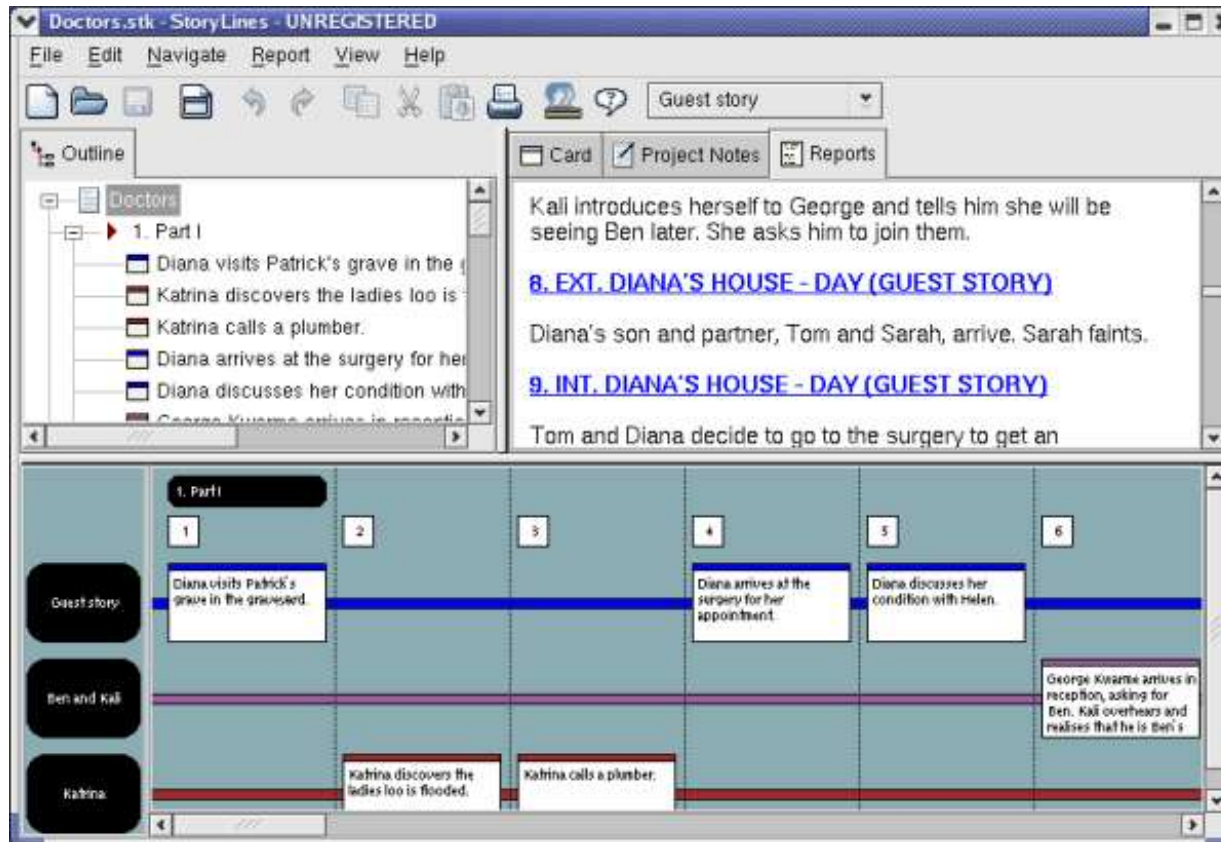 Doctors.stk - StoryLines - UNREGISTERED
File Edit Navigate Report View Help
Guest story
Outline
Card Project Notes Reports
Doctors
1. Part I
Diana visits Patrick's grave in the
Katrina discovers the ladies loo is
Katrina calls a plumber.
Diana arrives at the surgery for her
Diana discusses her condition with
George Kwarme arrives in
Kali introduces herself to George and tells him she will be
seeing Ben later. She asks him to join them.
8. EXT. DIANA'S HOUSE - DAY (GUEST STORY)
Diana's son and partner, Tom and Sarah, arrive. Sarah faints.
9. INT. DIANA'S HOUSE - DAY (GUEST STORY)
Tom and Diana decide to go to the surgery to get an
1. Part I
1 2 3 4 5 6
Guest story
Diana visits Patrick's
grave in the graveyard.
Diana arrives at the
surgery for her
appointment.
Diana discusses her
condition with Helen.
Ben and Kali
George Kwarme arrives in
reception, asking for
Ben. Kali overhears and
realises that he is Ben's
Katrina
Katrina discovers the
ladies loo is flooded.
Katrina calls a plumber.